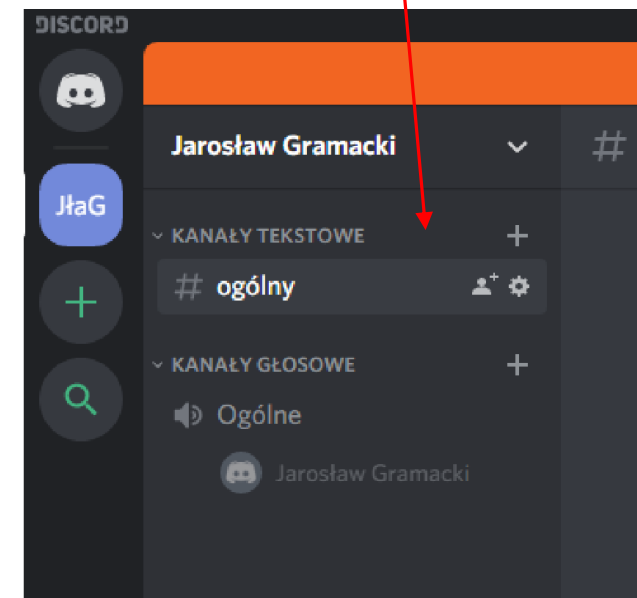 DISCORD
Jarosław Gramacki
#
JłaG
KANAŁY TEKSTOWE
# ogólny
KANAŁY GŁOSOWE
Ogólne
Jarosław Gramacki